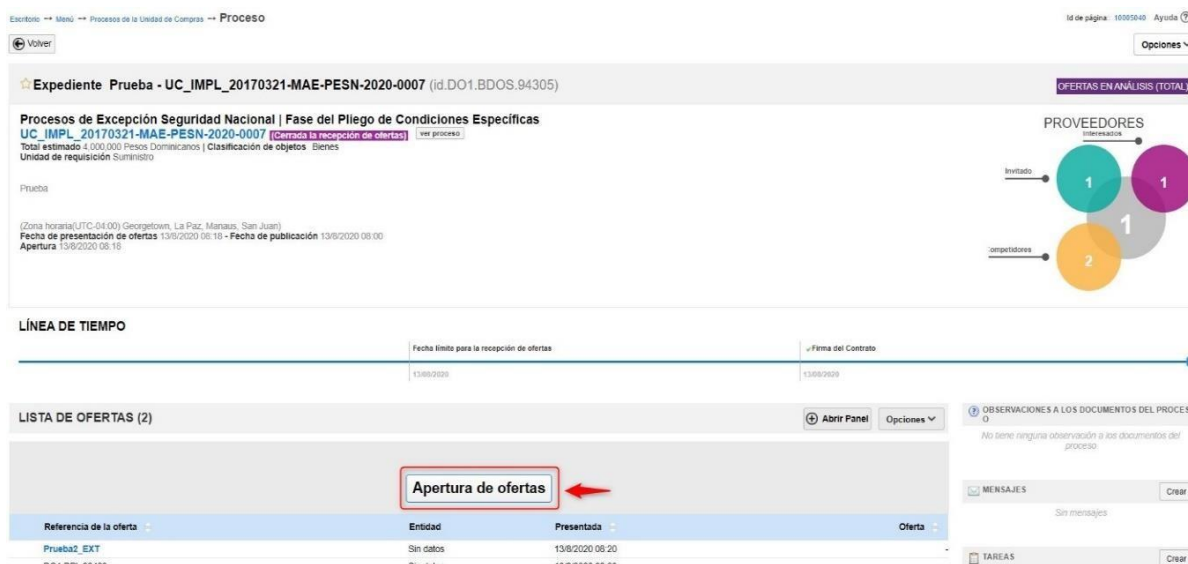 Escritorio → Menú → Procesos de la Unidad de Compras → Proceso
Id de página: 10005040 Ayuda
Volver
Opciones
Expediente Prueba - UC_IMPL_20170321-MAE-PESN-2020-0007 (id.DO1.BDOS.94305)
OFERTAS EN ANÁLISIS (TOTAL)
Procesos de Excepción Seguridad Nacional | Fase del Pliego de Condiciones Específicas
UC_IMPL_20170321-MAE-PESN-2020-0007 (Cerrada la recepción de ofertas) ver proceso
Total estimado 4,000,000 Pesos Dominicanos | Clasificación de objetos Bienes
Unidad de requisición Suministro
Prueba
(Zona horaria(UTC-04:00) Georgetown, La Paz, Manaus, San Juan)
Fecha de presentación de ofertas 13/8/2020 08:18 - Fecha de publicación 13/8/2020 08:00
Apertura 13/8/2020 08:18
PROVEEDORES
Interesados
Invitado
1
1
1
ompetidores
2
LÍNEA DE TIEMPO
Fecha límite para la recepción de ofertas
Firma del Contrato
13/08/2020
13/08/2020
LISTA DE OFERTAS (2)
Abrir Panel
Opciones
OBSERVACIONES A LOS DOCUMENTOS DEL PROCES
O
No tiene ninguna observación a los documentos del
proceso.
Apertura de ofertas
MENSAJES
Crear
Sin mensajes
Referencia de la oferta
Entidad
Presentada
Oferta
Prueba2_EXT
Sin datos
13/8/2020 08:20
-
TAREAS
Crear